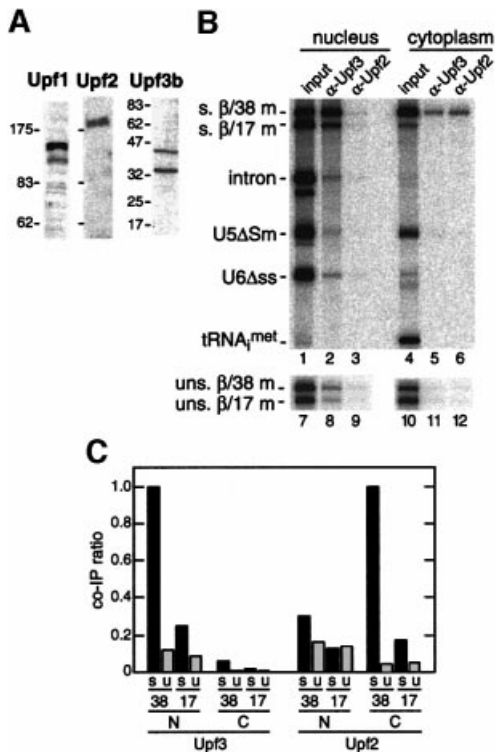 A
Upf1 Upf2 Upf3b
175-
83-
62-
83-
62-
47-
32-
25-
17-
B
nucleus cytoplasm
input α-Upf3 α-Upf2 input α-Upf3 α-Upf2
s. β/38 m
s. β/17 m
intron
U5ΔSm
U6Δss
tRNAᵢᵐᵉᵗ
1 2 3 4 5 6
uns. β/38 m
uns. β/17 m
7 8 9 10 11 12
C
co-IP ratio
1.0
0.8
0.6
0.4
0.2
0
s u s u s u s u s u s u s u s u
38 17 38 17 38 17 38 17
N C N C
Upf3 Upf2